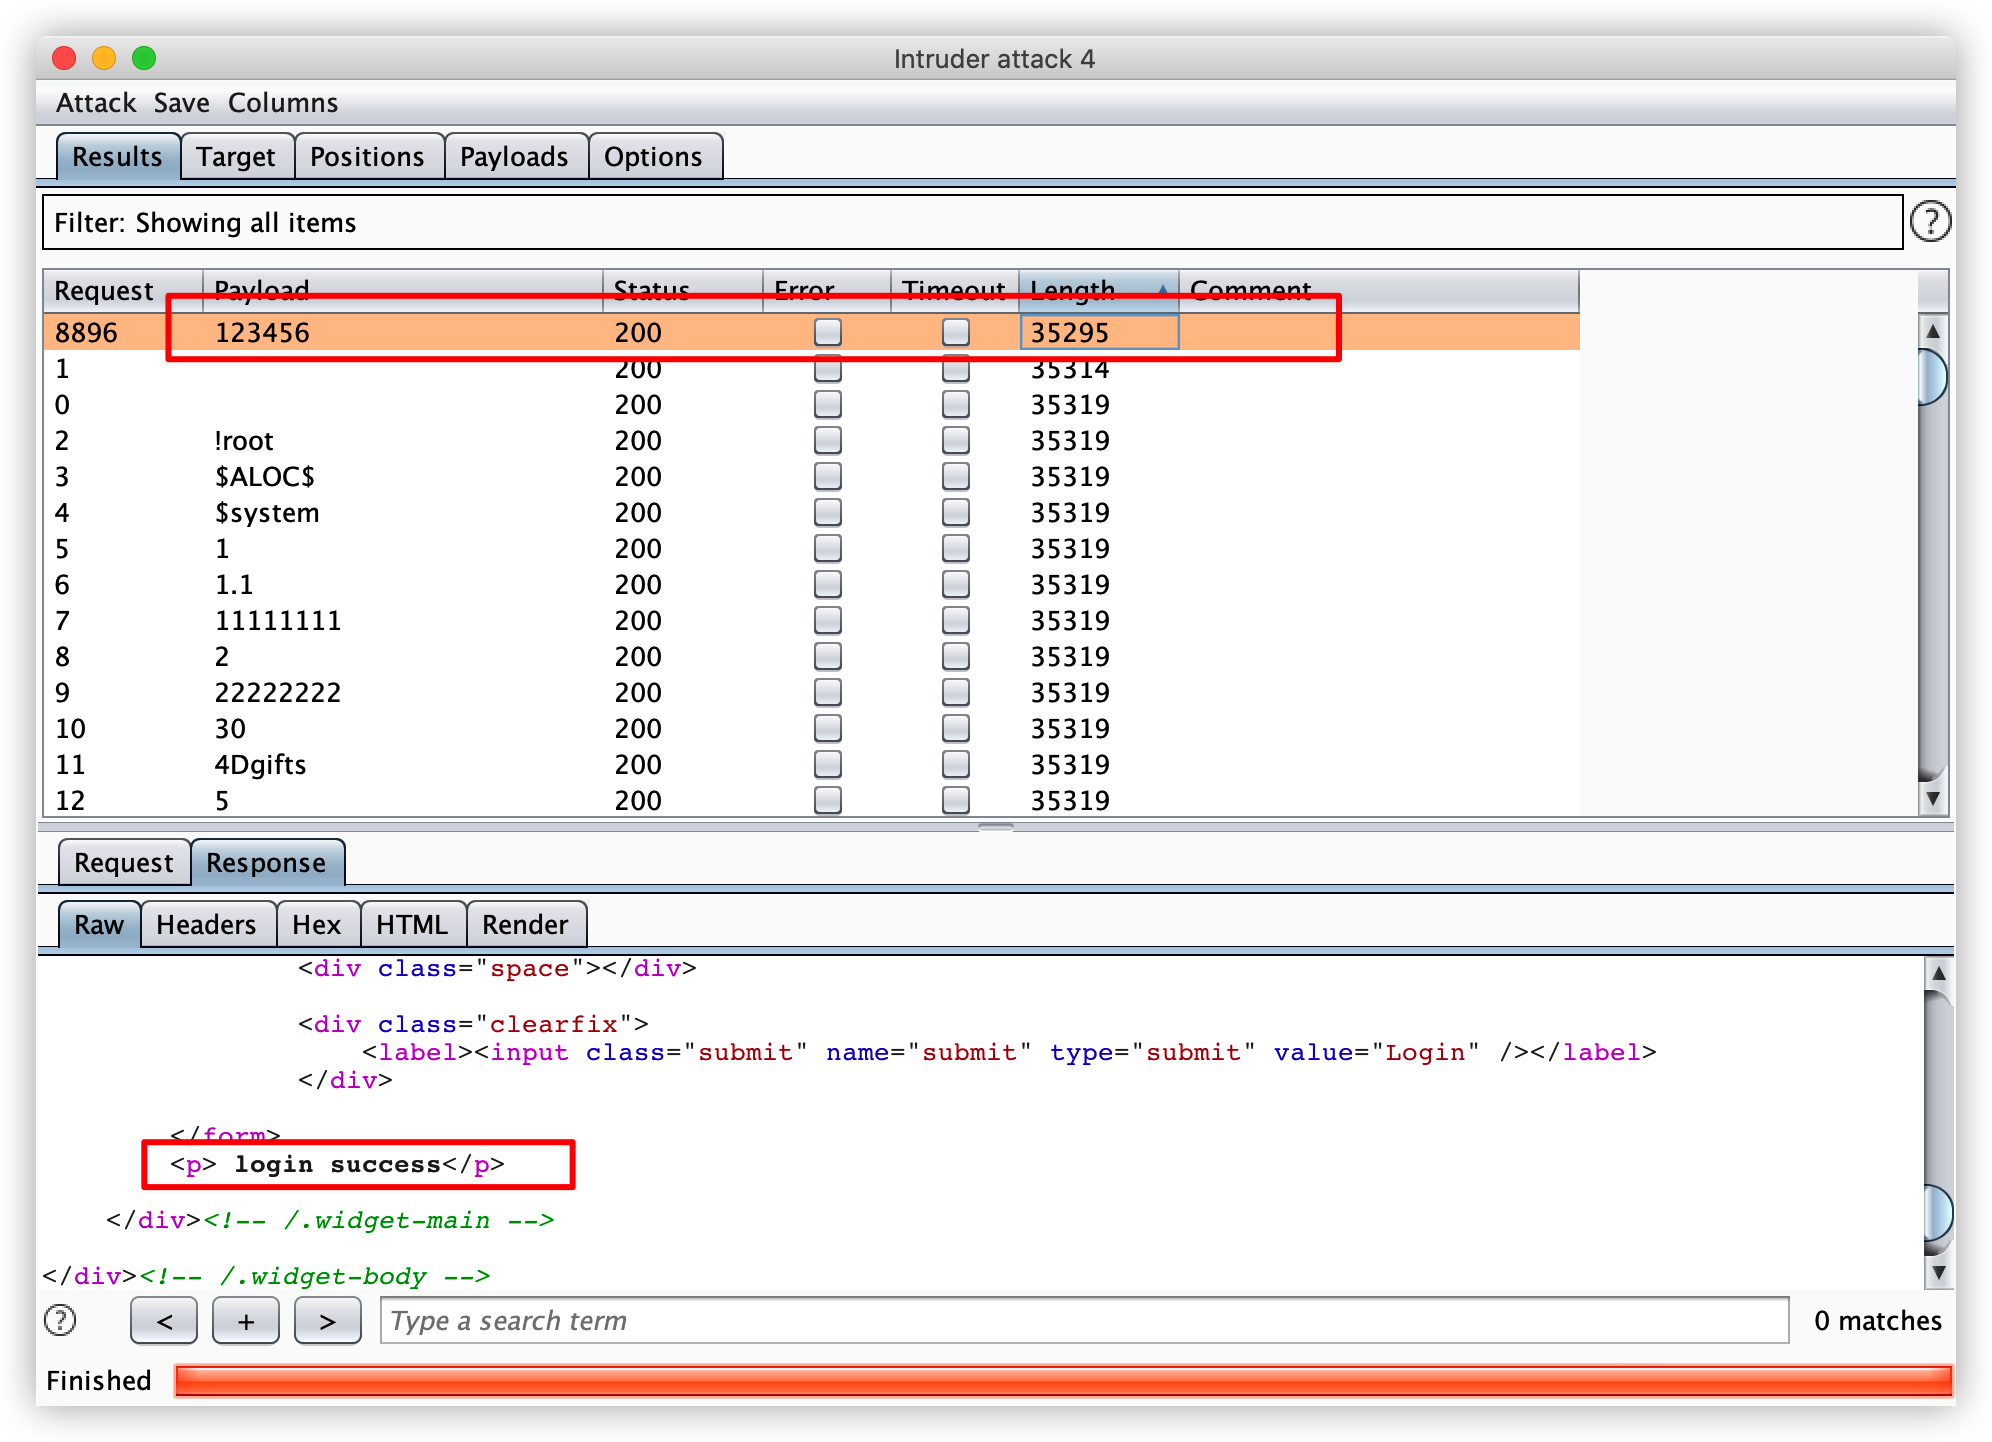 Intruder attack 4
Attack Save Columns
Results Target Positions Payloads Options
Filter: Showing all items ?
Request Payload Status Error Timeout Length Comment
8896 123456 200 35295
1 200 35314
0 200 35319
2 !root 200 35319
3 $ALOC$ 200 35319
4 $system 200 35319
5 1 200 35319
6 1.1 200 35319
7 11111111 200 35319
8 2 200 35319
9 22222222 200 35319
10 30 200 35319
11 4Dgifts 200 35319
12 5 200 35319
Request Response
Raw Headers Hex HTML Render
<div class="space"></div>
<div class="clearfix">
<label><input class="submit" name="submit" type="submit" value="Login" /></label>
</div>
</form>
<p> login success</p>
</div><!-- /.widget-main -->
</div><!-- /.widget-body -->
? < + > Type a search term 0 matches
Finished